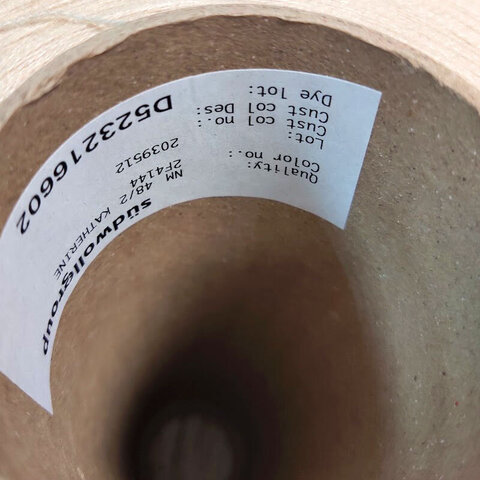 südwollgroup
Quality: NM 48/2 KATHERINE
Color no.: 2F4144
Lot: 2039512
Cust col no.:
Cust col Des:
Dye lot: D523216602